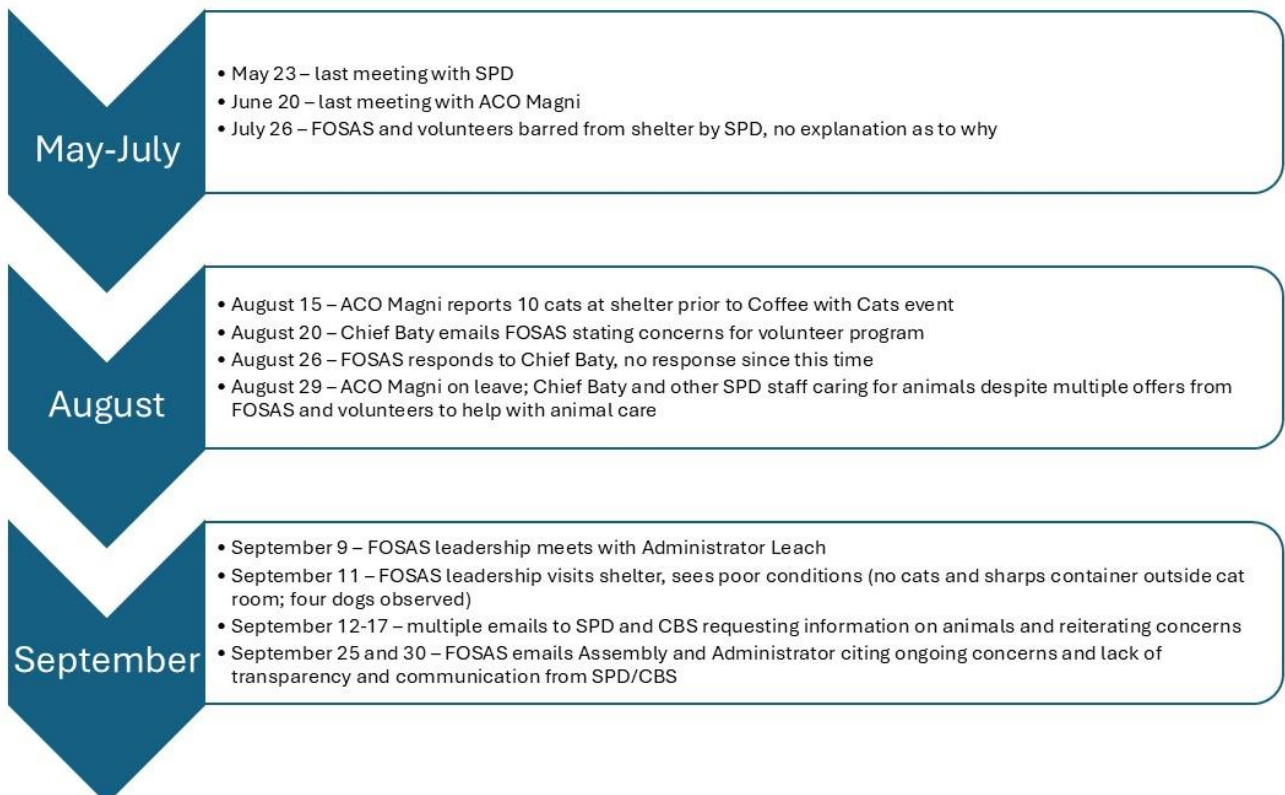 May-July
• May 23 – last meeting with SPD
• June 20 – last meeting with ACO Magni
• July 26 – FOSAS and volunteers barred from shelter by SPD, no explanation as to why
August
• August 15 – ACO Magni reports 10 cats at shelter prior to Coffee with Cats event
• August 20 – Chief Baty emails FOSAS stating concerns for volunteer program
• August 26 – FOSAS responds to Chief Baty, no response since this time
• August 29 – ACO Magni on leave; Chief Baty and other SPD staff caring for animals despite multiple offers from
FOSAS and volunteers to help with animal care
September
• September 9 – FOSAS leadership meets with Administrator Leach
• September 11 – FOSAS leadership visits shelter, sees poor conditions (no cats and sharps container outside cat
room; four dogs observed)
• September 12-17 – multiple emails to SPD and CBS requesting information on animals and reiterating concerns
• September 25 and 30 – FOSAS emails Assembly and Administrator citing ongoing concerns and lack of
transparency and communication from SPD/CBS